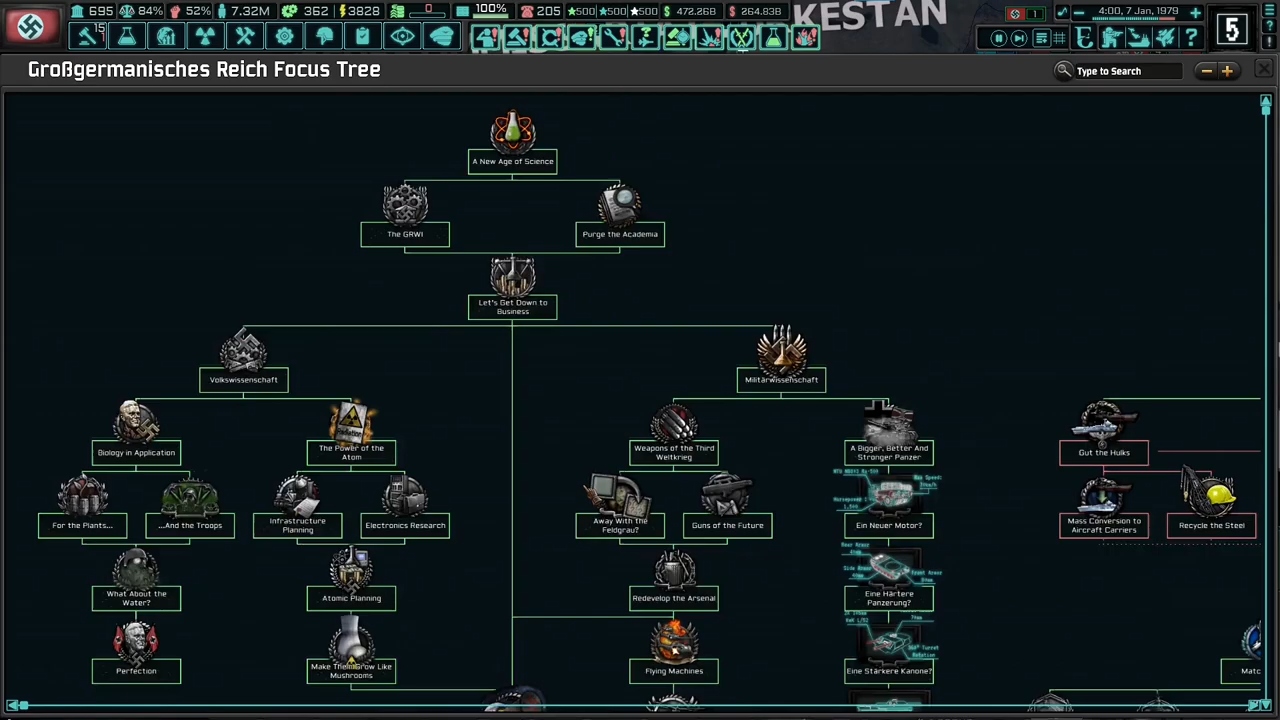 695 84% 52% 7.32M 362 3828 0 100% 205 500 500 500 472.268 264.838
KESTAN
1
4:00, 7 Jan, 1979
5
15
Großgermanisches Reich Focus Tree
Type to Search
A New Age of Science
The GRWI
Purge the Academia
Let's Get Down to
Business
Volkswissenschaft
Militärwissenschaft
Biology in Application
The Power of the
Atom
Weapons of the Third
Weltkrieg
A Bigger, Better And
Stronger Panzer
Gut the Hulks
For the Plants...
...And the Troops
Infrastructure
Planning
Electronics Research
Away With the
Feldgrau?
Guns of the Future
Ein Neuer Motor?
Mass Conversion to
Aircraft Carriers
Recycle the Steel
What About the
Water?
Atomic Planning
Redevelop the Arsenal
Eine Härtere
Panzerung?
Perfection
Make Them Grow Like
Mushrooms
Flying Machines
Eine Stärkere Kanone?
Matc